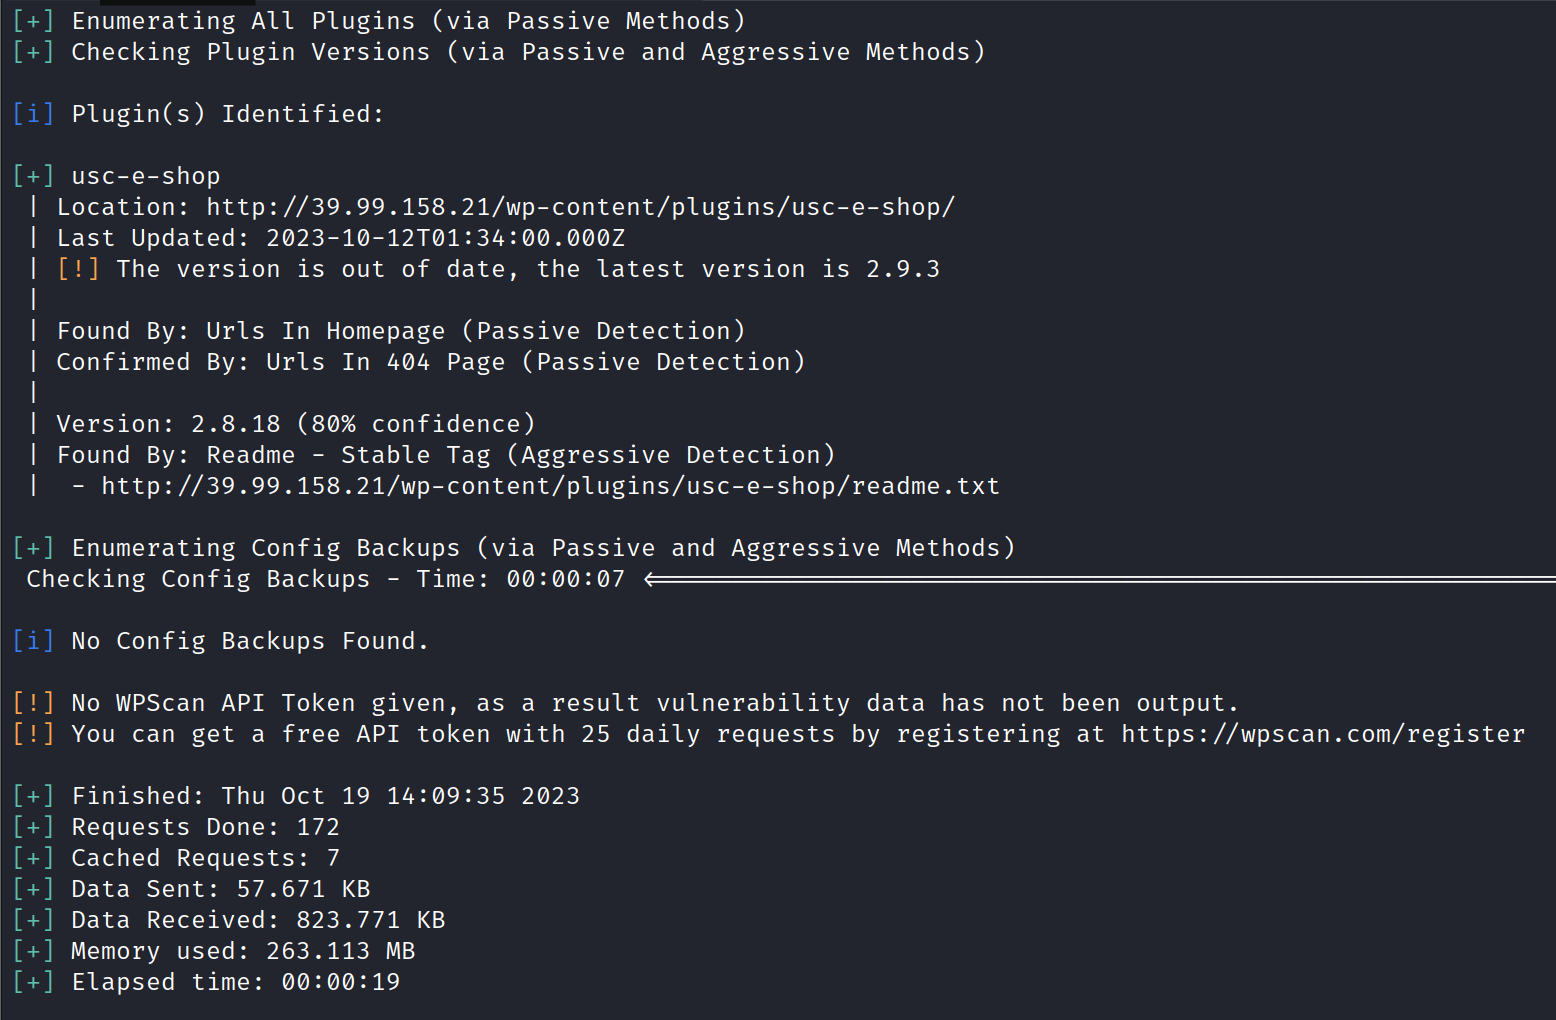 [+] Enumerating All Plugins (via Passive Methods)
[+] Checking Plugin Versions (via Passive and Aggressive Methods)
[i] Plugin(s) Identified:
[+] usc-e-shop
| Location: http://39.99.158.21/wp-content/plugins/usc-e-shop/
| Last Updated: 2023-10-12T01:34:00.000Z
| [!] The version is out of date, the latest version is 2.9.3
|
| Found By: Urls In Homepage (Passive Detection)
| Confirmed By: Urls In 404 Page (Passive Detection)
|
| Version: 2.8.18 (80% confidence)
| Found By: Readme - Stable Tag (Aggressive Detection)
|  - http://39.99.158.21/wp-content/plugins/usc-e-shop/readme.txt
[+] Enumerating Config Backups (via Passive and Aggressive Methods)
Checking Config Backups - Time: 00:00:07 <=============================================================
[i] No Config Backups Found.
[!] No WPScan API Token given, as a result vulnerability data has not been output.
[!] You can get a free API token with 25 daily requests by registering at https://wpscan.com/register
[+] Finished: Thu Oct 19 14:09:35 2023
[+] Requests Done: 172
[+] Cached Requests: 7
[+] Data Sent: 57.671 KB
[+] Data Received: 823.771 KB
[+] Memory used: 263.113 MB
[+] Elapsed time: 00:00:19